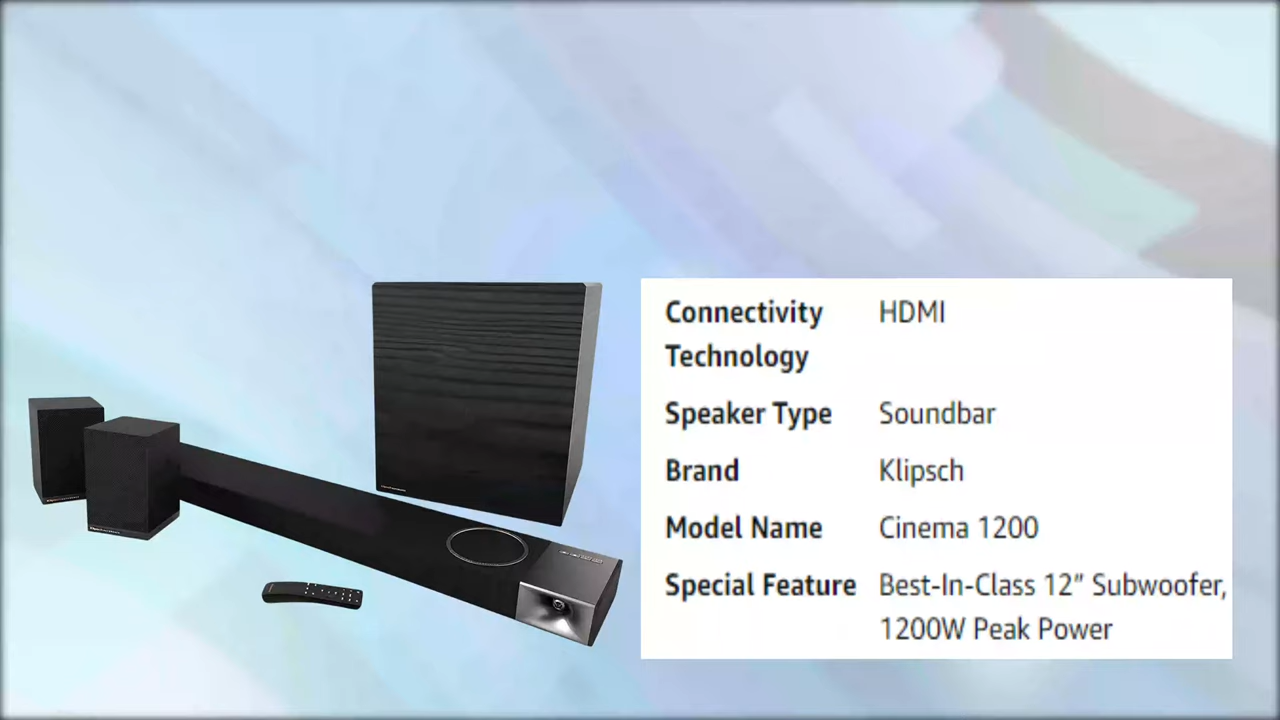 Connectivity HDMI
Technology
Speaker Type Soundbar
Brand Klipsch
Model Name Cinema 1200
Special Feature Best-In-Class 12″ Subwoofer,
1200W Peak Power